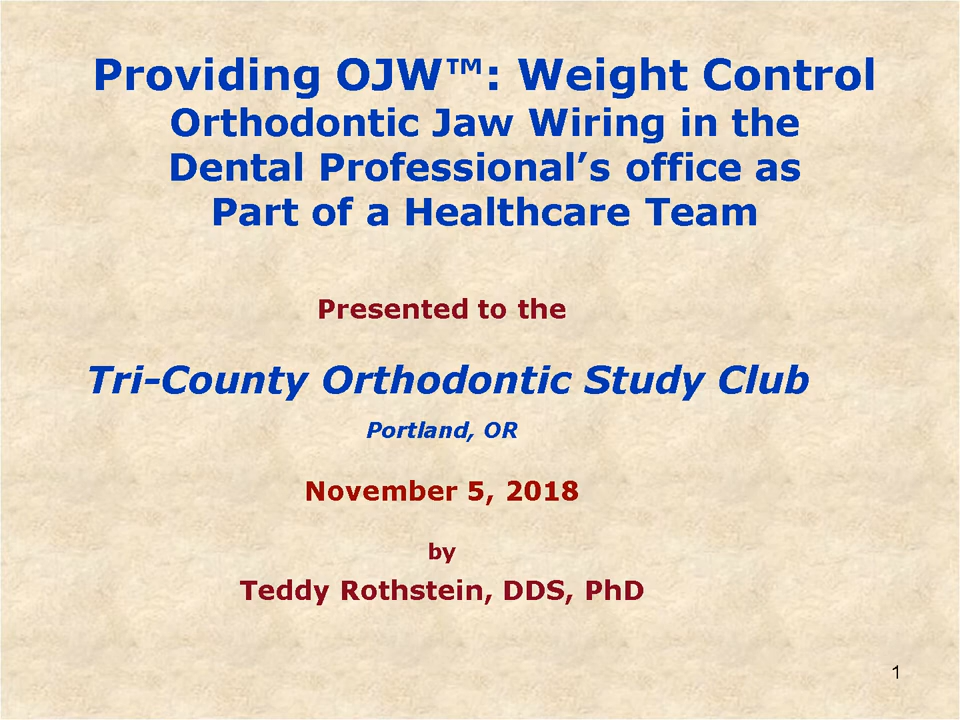 Providing OJW™: Weight Control
Orthodontic Jaw Wiring in the
Dental Professional’s office as
Part of a Healthcare Team
Presented to the
Tri-County Orthodontic Study Club
Portland, OR
November 5, 2018
by
Teddy Rothstein, DDS, PhD
1